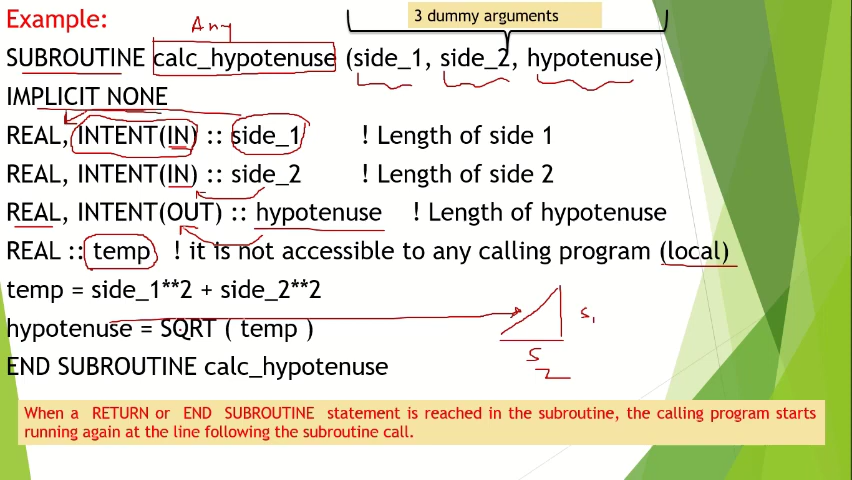 Example:
Any
3 dummy arguments
SUBROUTINE calc_hypotenuse (side_1, side_2, hypotenuse)
IMPLICIT NONE
REAL, INTENT(IN) :: side_1 ! Length of side 1
REAL, INTENT(IN) :: side_2 ! Length of side 2
REAL, INTENT(OUT) :: hypotenuse ! Length of hypotenuse
REAL :: temp ! it is not accessible to any calling program (local)
temp = side_1**2 + side_2**2
hypotenuse = SQRT ( temp )
S1
S2
END SUBROUTINE calc_hypotenuse
When a RETURN or END SUBROUTINE statement is reached in the subroutine, the calling program starts
running again at the line following the subroutine call.